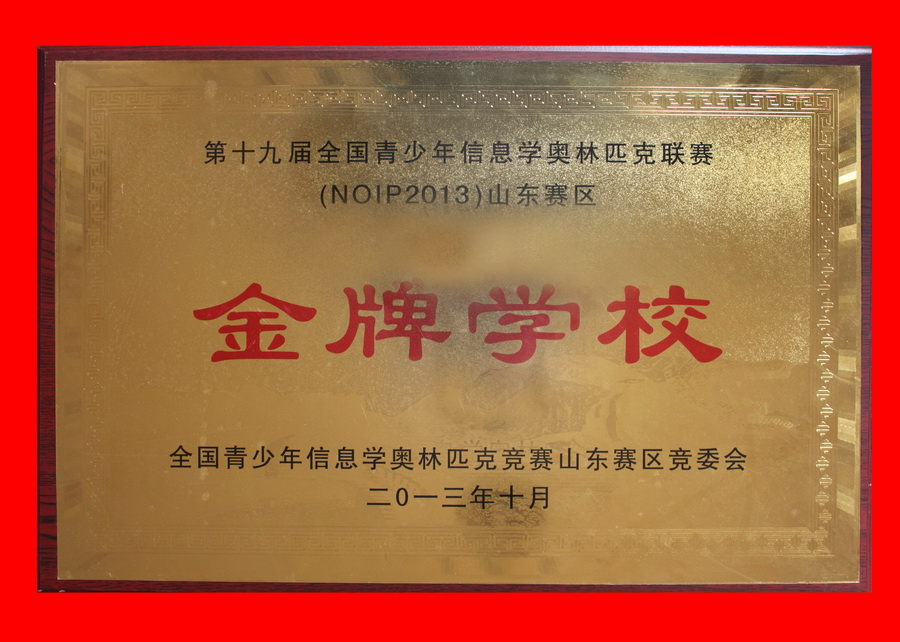 第十九届全国青少年信息学奥林匹克联赛
(NOIP2013)山东赛区
金牌学校
全国青少年信息学奥林匹克竞赛山东赛区竞委会
二0一三年十月